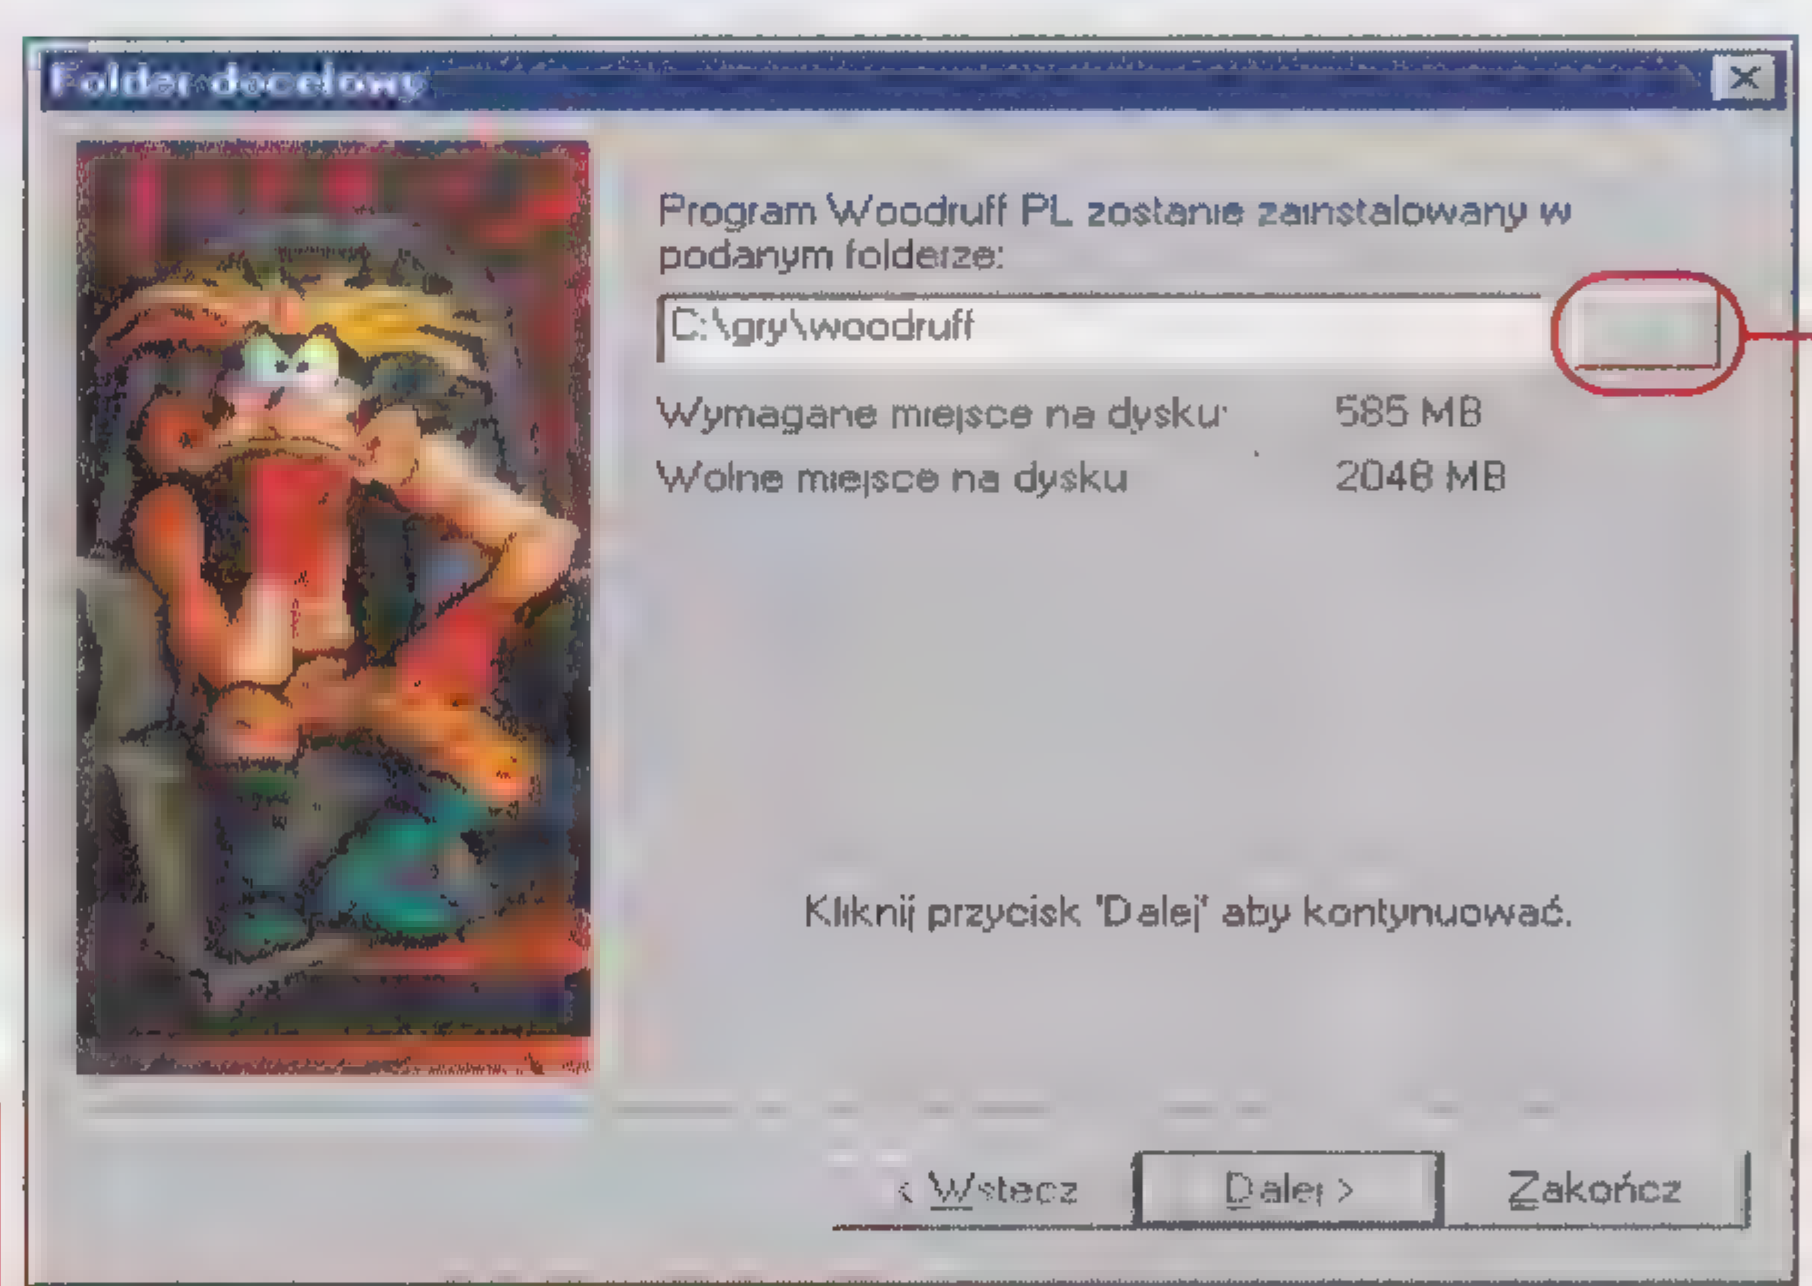 Folder docelowy
Program Woodruff PL zostanie zainstalowany w
podanym folderze:
C:\gry\woodruff
Wymagane miejsce na dysku: 585 MB
Wolne miejsce na dysku 2048 MB
Kliknij przycisk 'Dalej' aby kontynuować.
< Wstecz Dalej > Zakończ